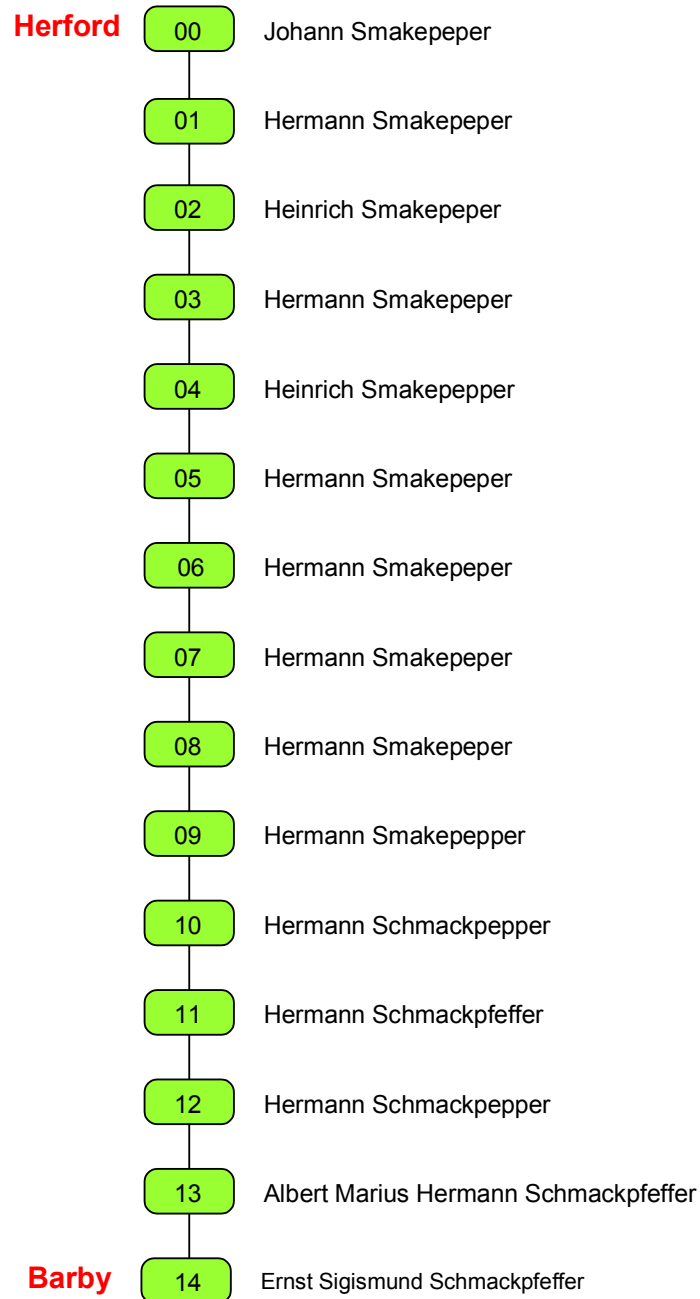 Herford 00 Johann Smakepeper
01 Hermann Smakepeper
02 Heinrich Smakepeper
03 Hermann Smakepeper
04 Heinrich Smakepepper
05 Hermann Smakepeper
06 Hermann Smakepeper
07 Hermann Smakepeper
08 Hermann Smakepeper
09 Hermann Smakepepper
10 Hermann Schmackpepper
11 Hermann Schmackpfeffer
12 Hermann Schmackpepper
13 Albert Marius Hermann Schmackpfeffer
Barby 14 Ernst Sigismund Schmackpfeffer